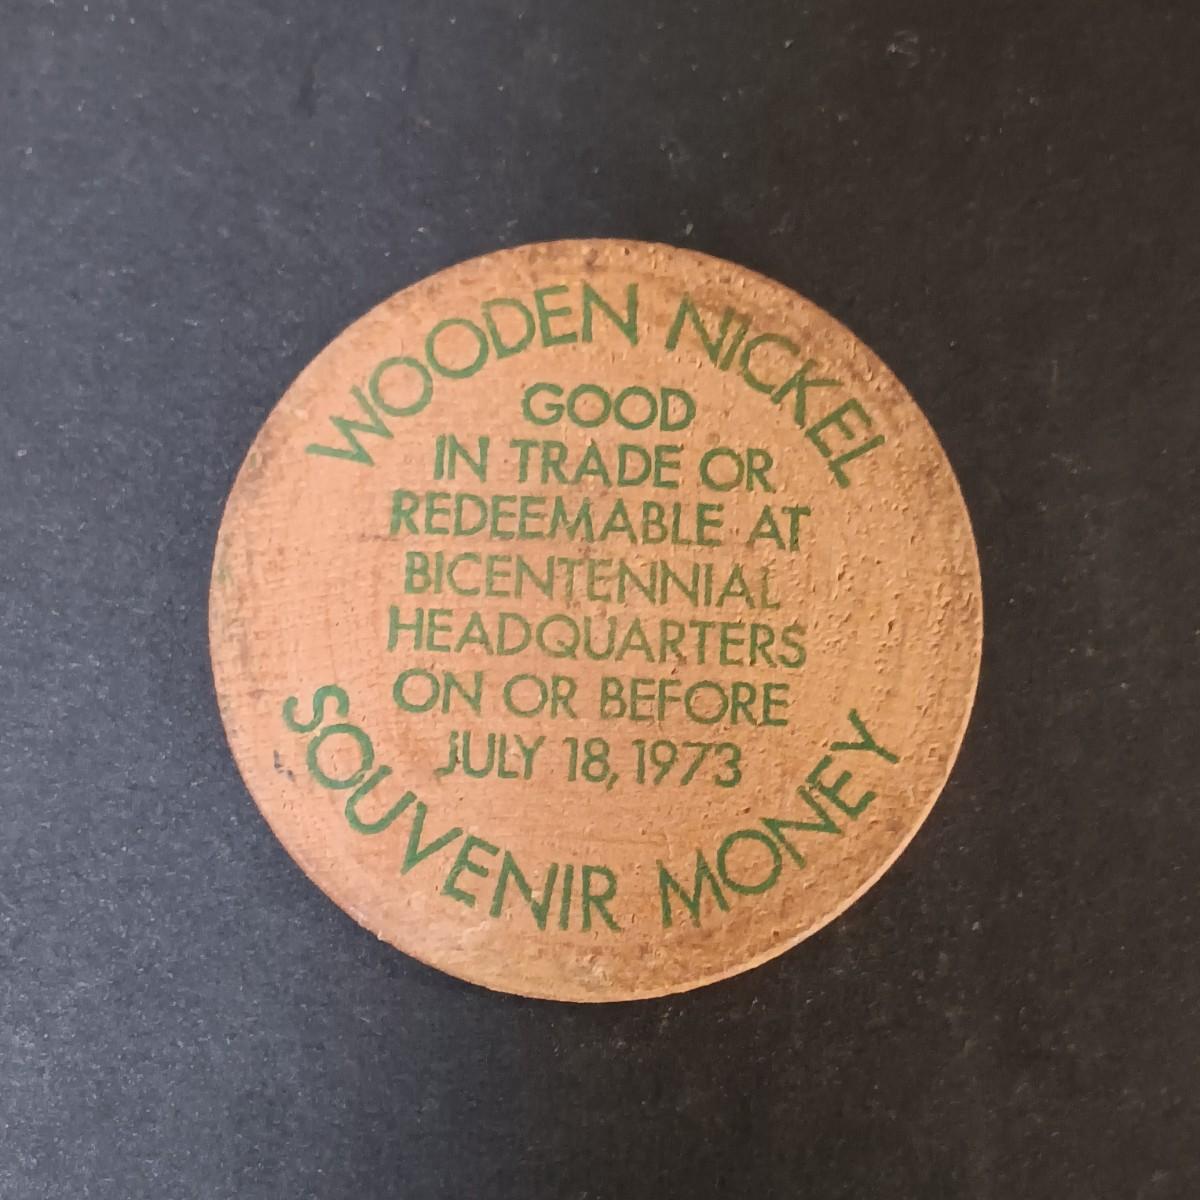 WOODEN NICKEL
GOOD
IN TRADE OR
REDEEMABLE AT
BICENTENNIAL
HEADQUARTERS
ON OR BEFORE
JULY 18, 1973
SOUVENIR MONEY